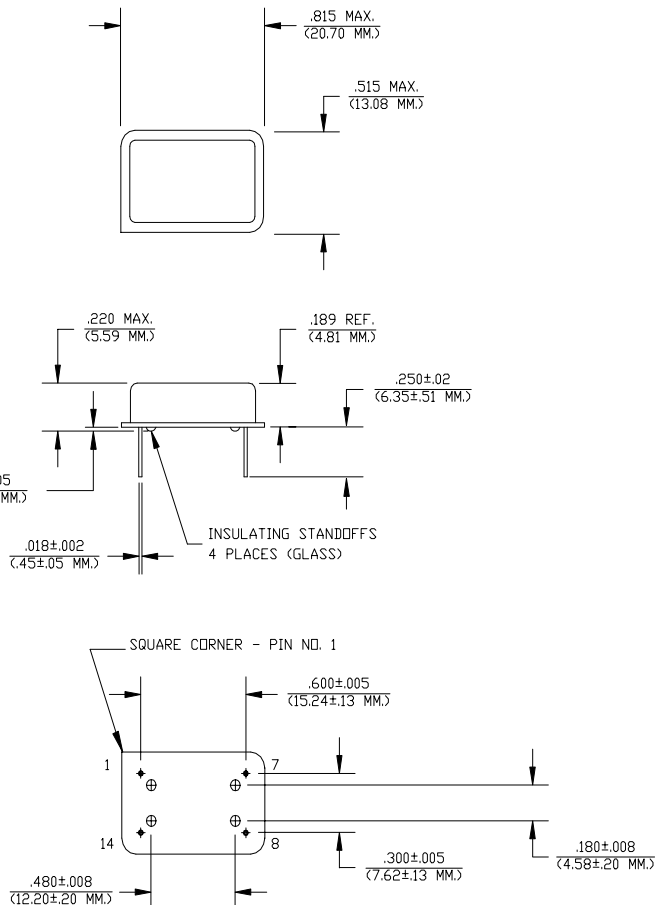 .815 MAX.
(20.70 MM.)
.515 MAX.
(13.08 MM.)
.220 MAX.
(5.59 MM.)
.189 REF.
(4.81 MM.)
.250±.02
(6.35±.51 MM.)
MM.)
.018±.002
(.45±.05 MM.)
INSULATING STANDOFFS
4 PLACES (GLASS)
SQUARE CORNER - PIN NO. 1
.600±.005
(15.24±.13 MM.)
1
7
14
8
.300±.005
(7.62±.13 MM.)
.180±.008
(4.58±.20 MM.)
.480±.008
(12.20±.20 MM.)